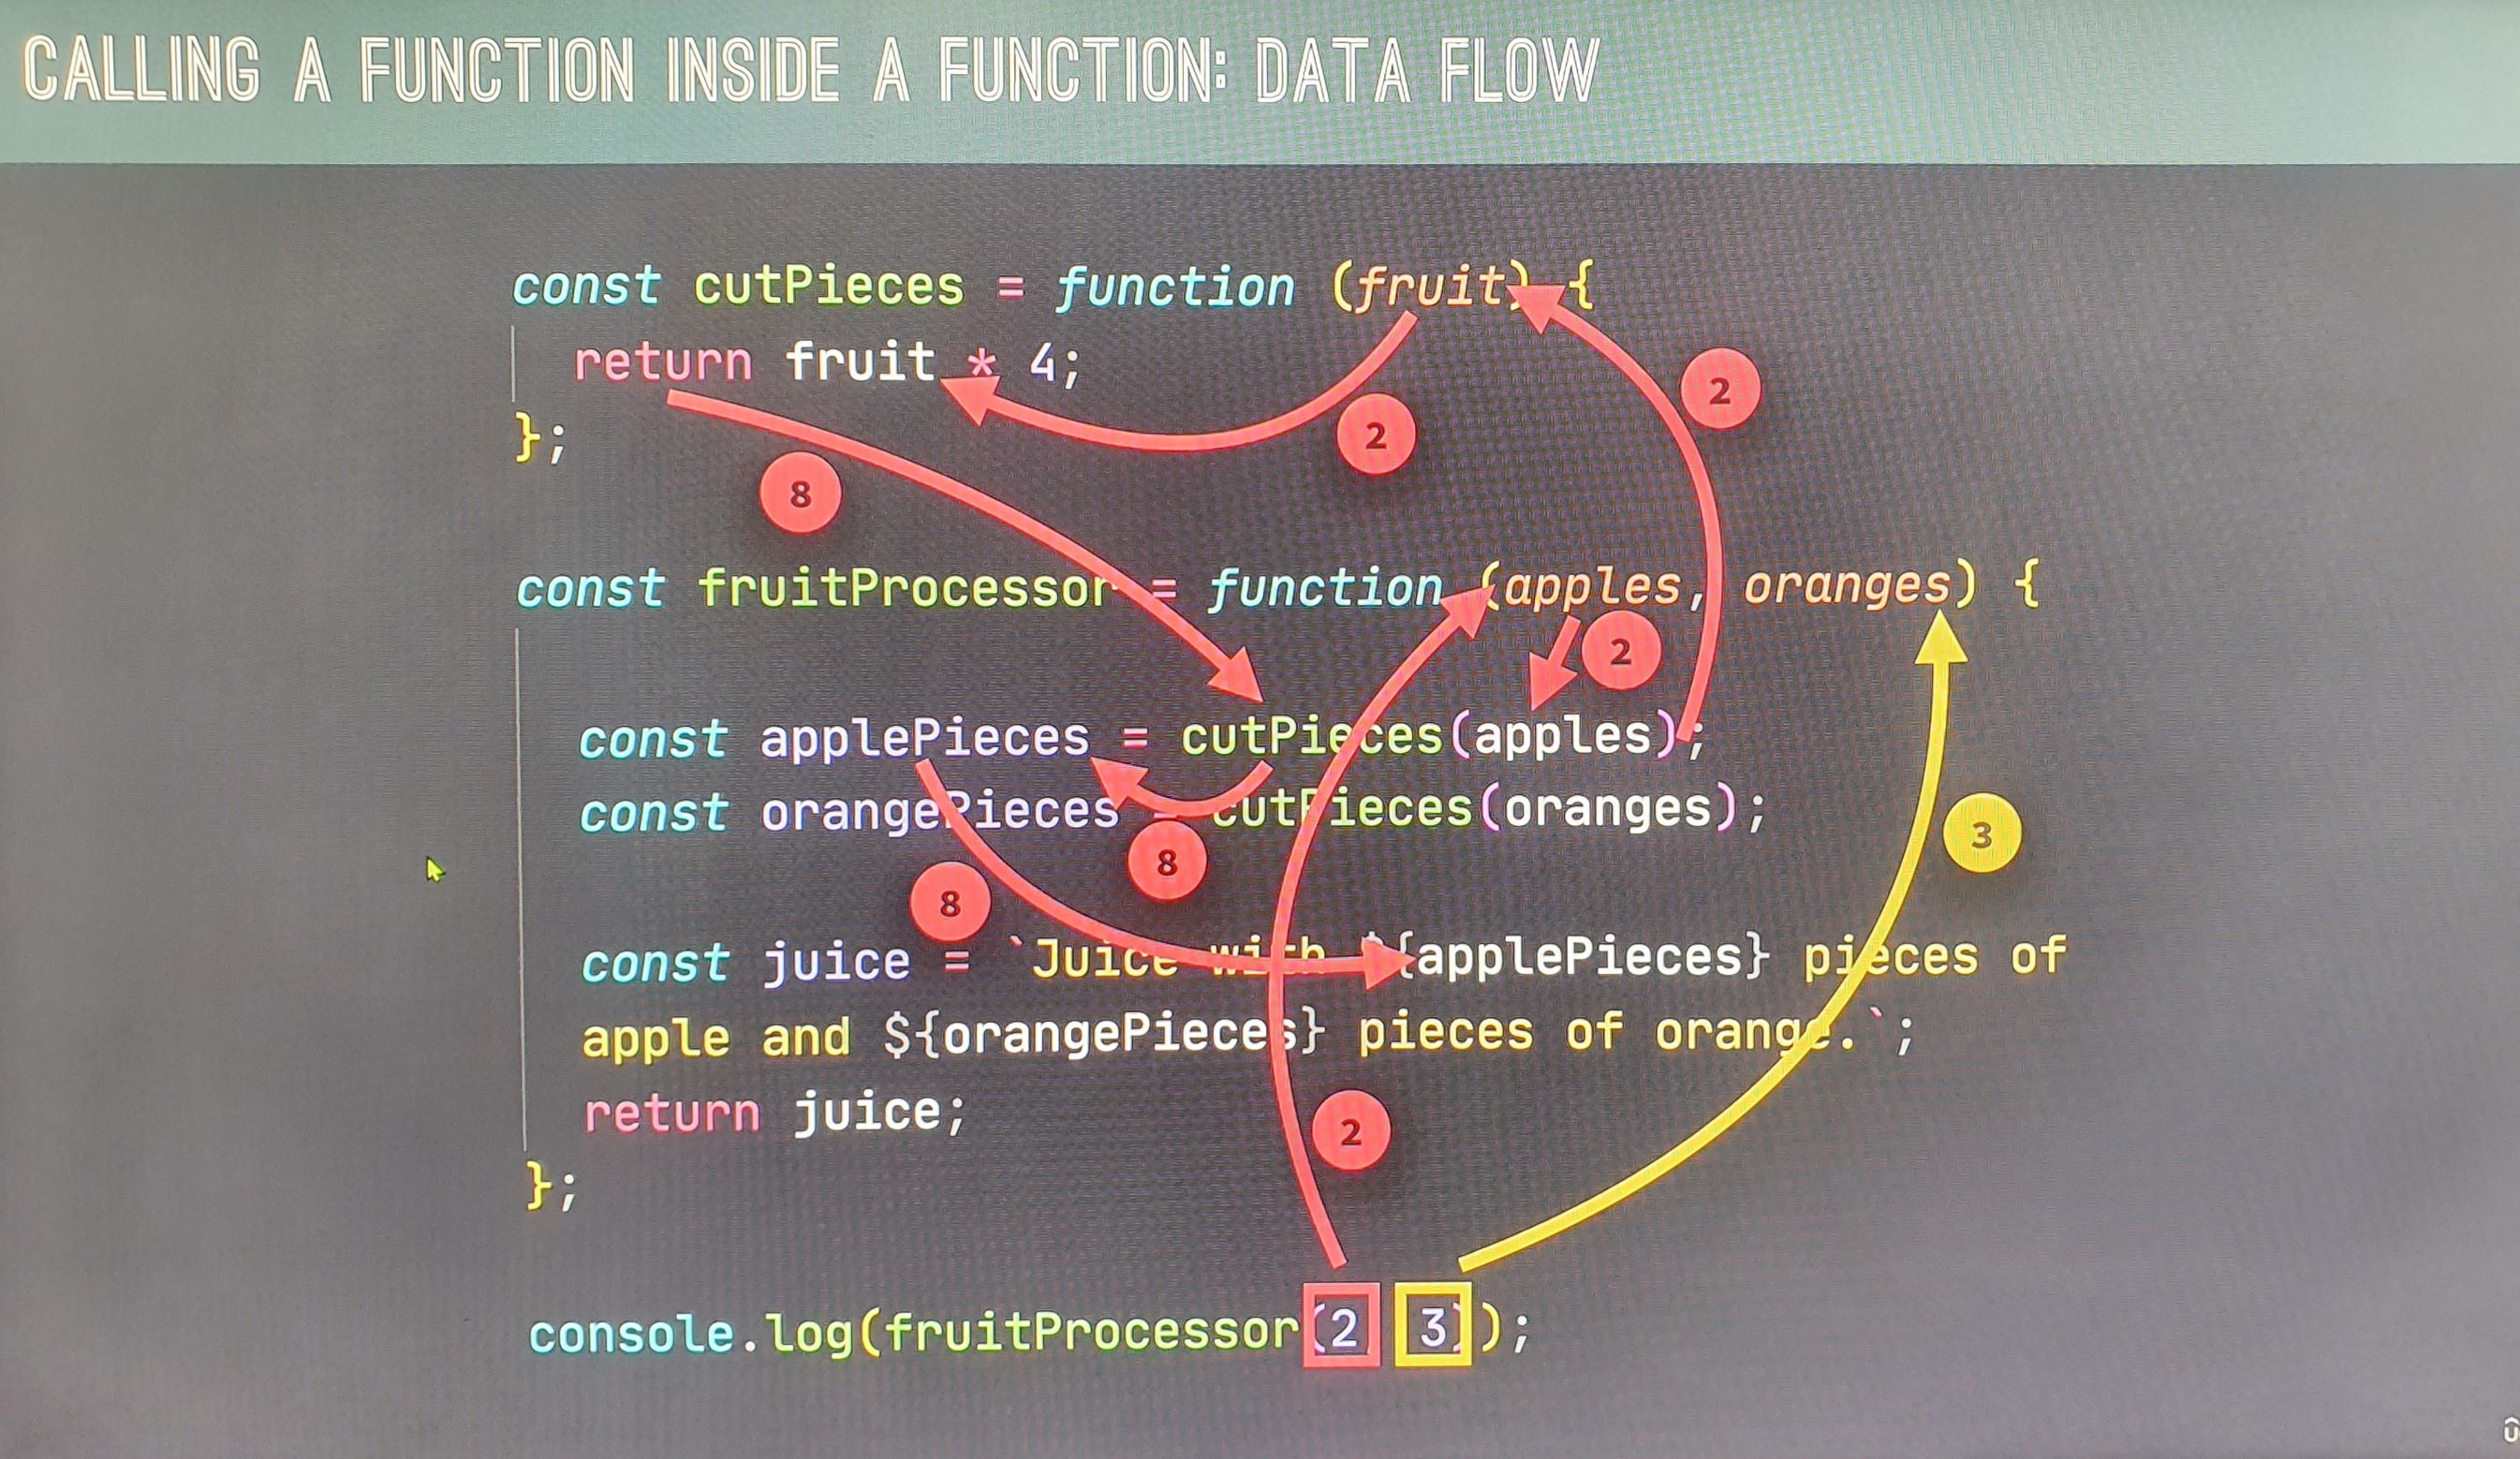 CALLING A FUNCTION INSIDE A FUNCTION: DATA FLOW
const cutPieces = function (fruit) {
return fruit * 4;
2
2
};
8
const fruitProcessor = function (apples, oranges) {
2
const applePieces = cutPieces(apples);
const orangePieces = cutPieces(oranges);
3
8
8
const juice = `Juice with ${applePieces} pieces of
apple and ${orangePieces} pieces of orange.`;
return juice;
2
};
console.log(fruitProcessor(2 3));